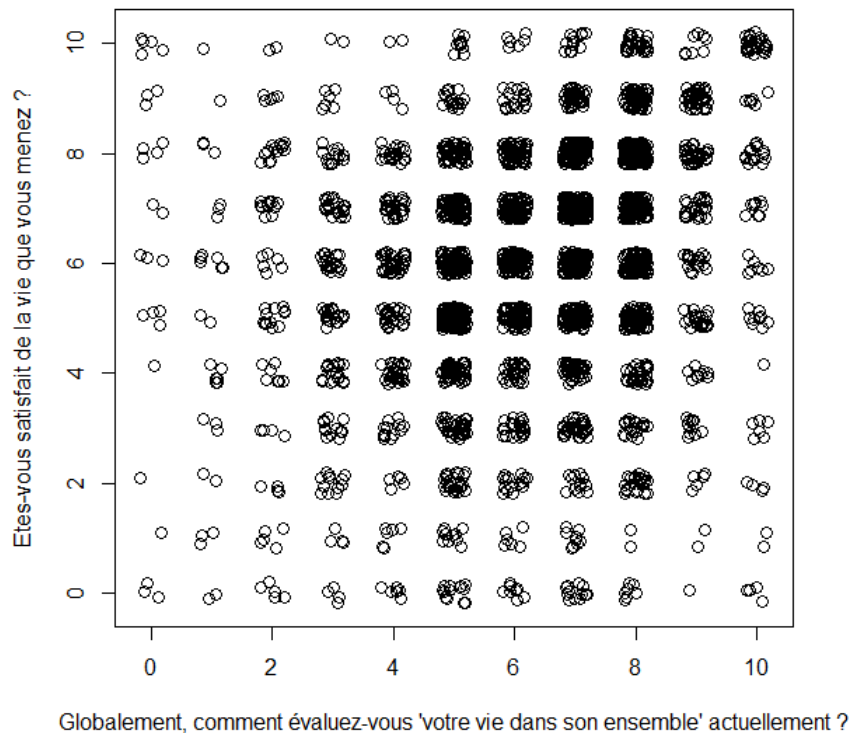 Etes-vous satisfait de la vie que vous menez ?
10
8
6
4
2
0
0 2 4 6 8 10
Globalement, comment évaluez-vous 'votre vie dans son ensemble' actuellement ?